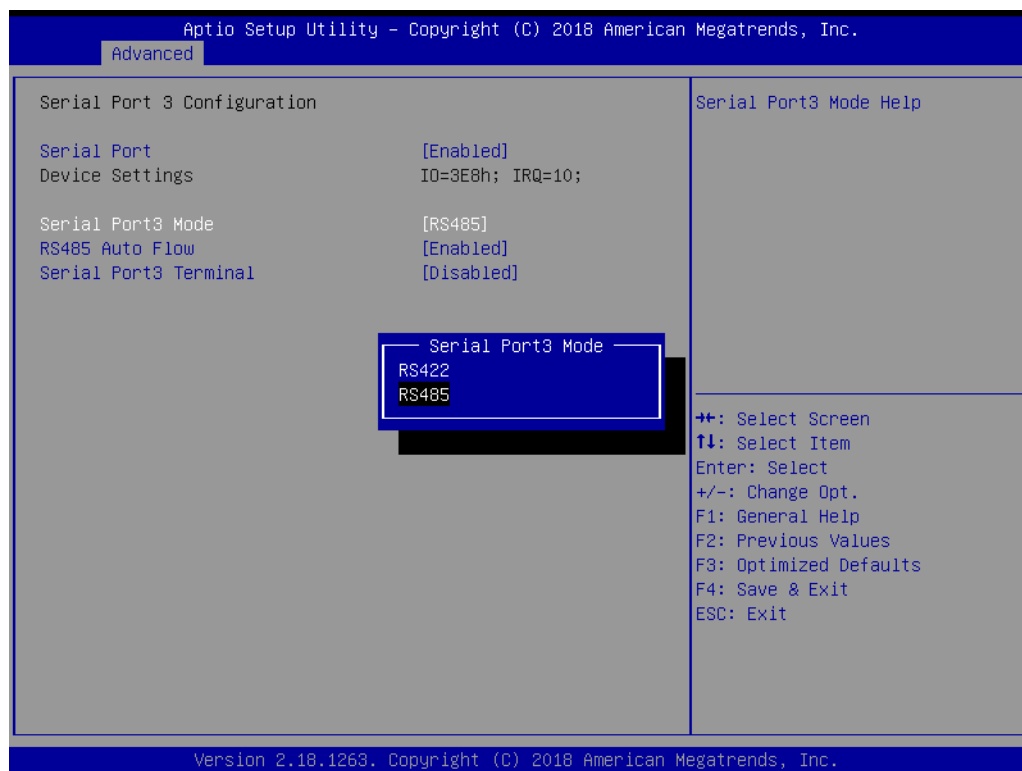 Aptio Setup Utility – Copyright (C) 2018 American Megatrends, Inc.
Advanced
Serial Port 3 Configuration
Serial Port [Enabled]
Device Settings IO=3E8h; IRQ=10;
Serial Port3 Mode [RS485]
RS485 Auto Flow [Enabled]
Serial Port3 Terminal [Disabled]
Serial Port3 Mode
RS422
RS485
Serial Port3 Mode Help
→←: Select Screen
↑↓: Select Item
Enter: Select
+/-: Change Opt.
F1: General Help
F2: Previous Values
F3: Optimized Defaults
F4: Save & Exit
ESC: Exit
Version 2.18.1263. Copyright (C) 2018 American Megatrends, Inc.